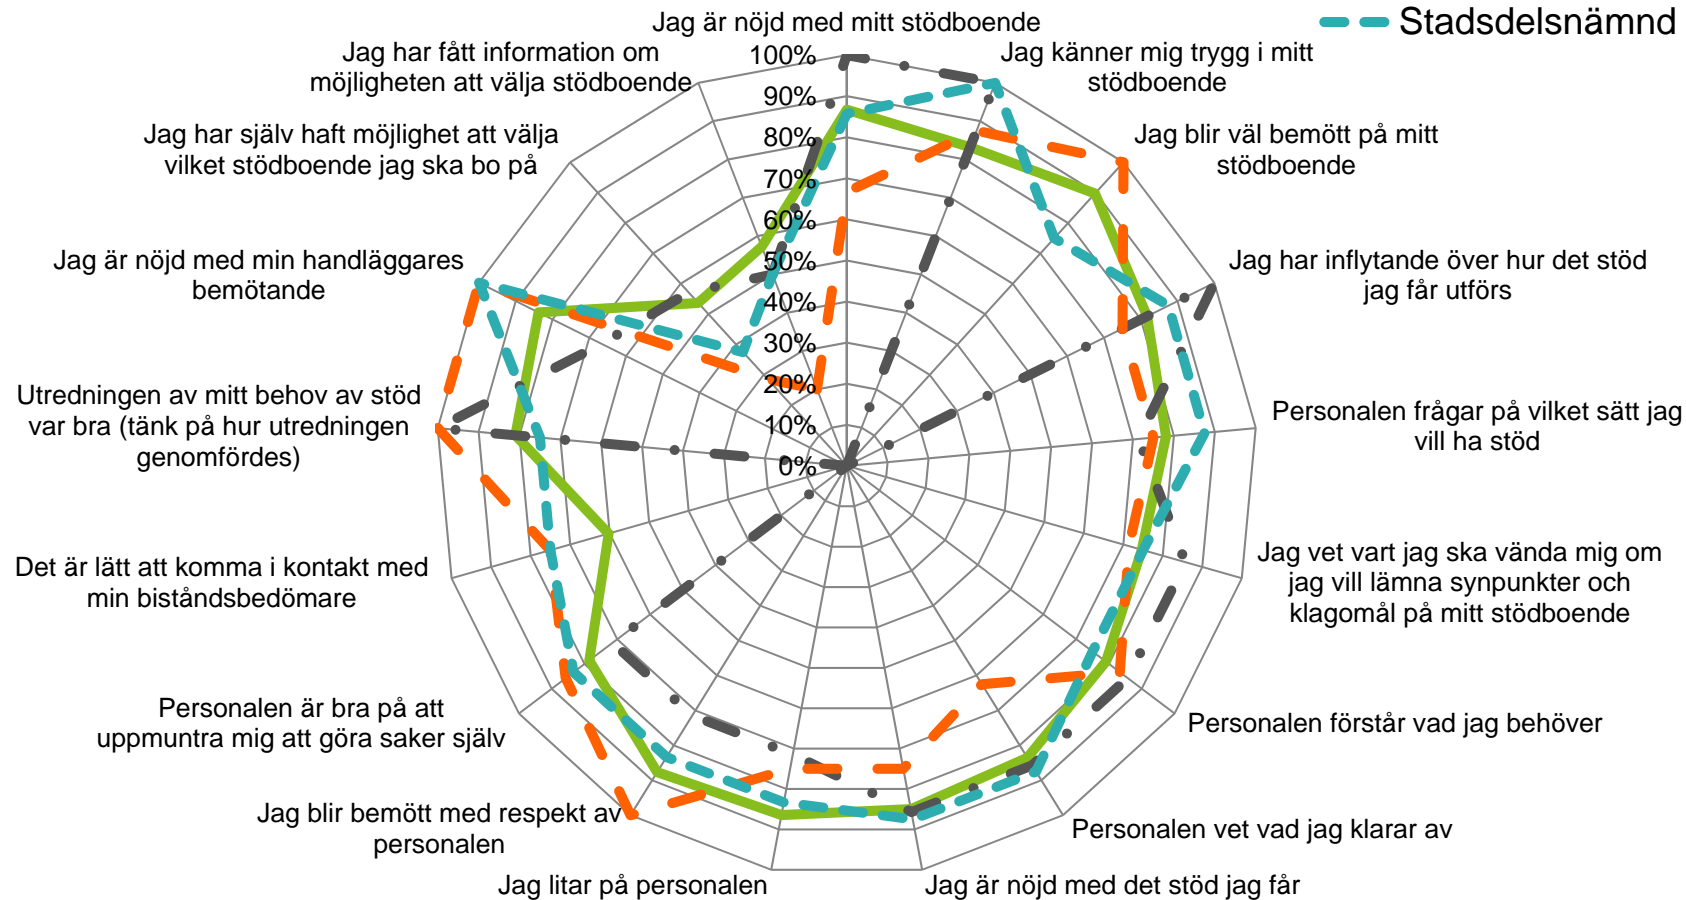 Stadsdelsnämnd
Jag är nöjd med mitt stödboende
Jag känner mig trygg i mitt
stödboende
Jag blir väl bemött på mitt
stödboende
Jag har inflytande över hur det stöd
jag får utförs
Personalen frågar på vilket sätt jag
vill ha stöd
Jag vet vart jag ska vända mig om
jag vill lämna synpunkter och
klagomål på mitt stödboende
Personalen förstår vad jag behöver
Personalen vet vad jag klarar av
Jag är nöjd med det stöd jag får
Jag litar på personalen
Jag blir bemött med respekt av
personalen
Personalen är bra på att
uppmuntra mig att göra saker själv
Det är lätt att komma i kontakt med
min biståndsbedömare
Utredningen av mitt behov av stöd
var bra (tänk på hur utredningen
genomfördes)
Jag är nöjd med min handläggares
bemötande
Jag har själv haft möjlighet att välja
vilket stödboende jag ska bo på
Jag har fått information om
möjligheten att välja stödboende
100%
90%
80%
70%
60%
50%
40%
30%
20%
10%
0%